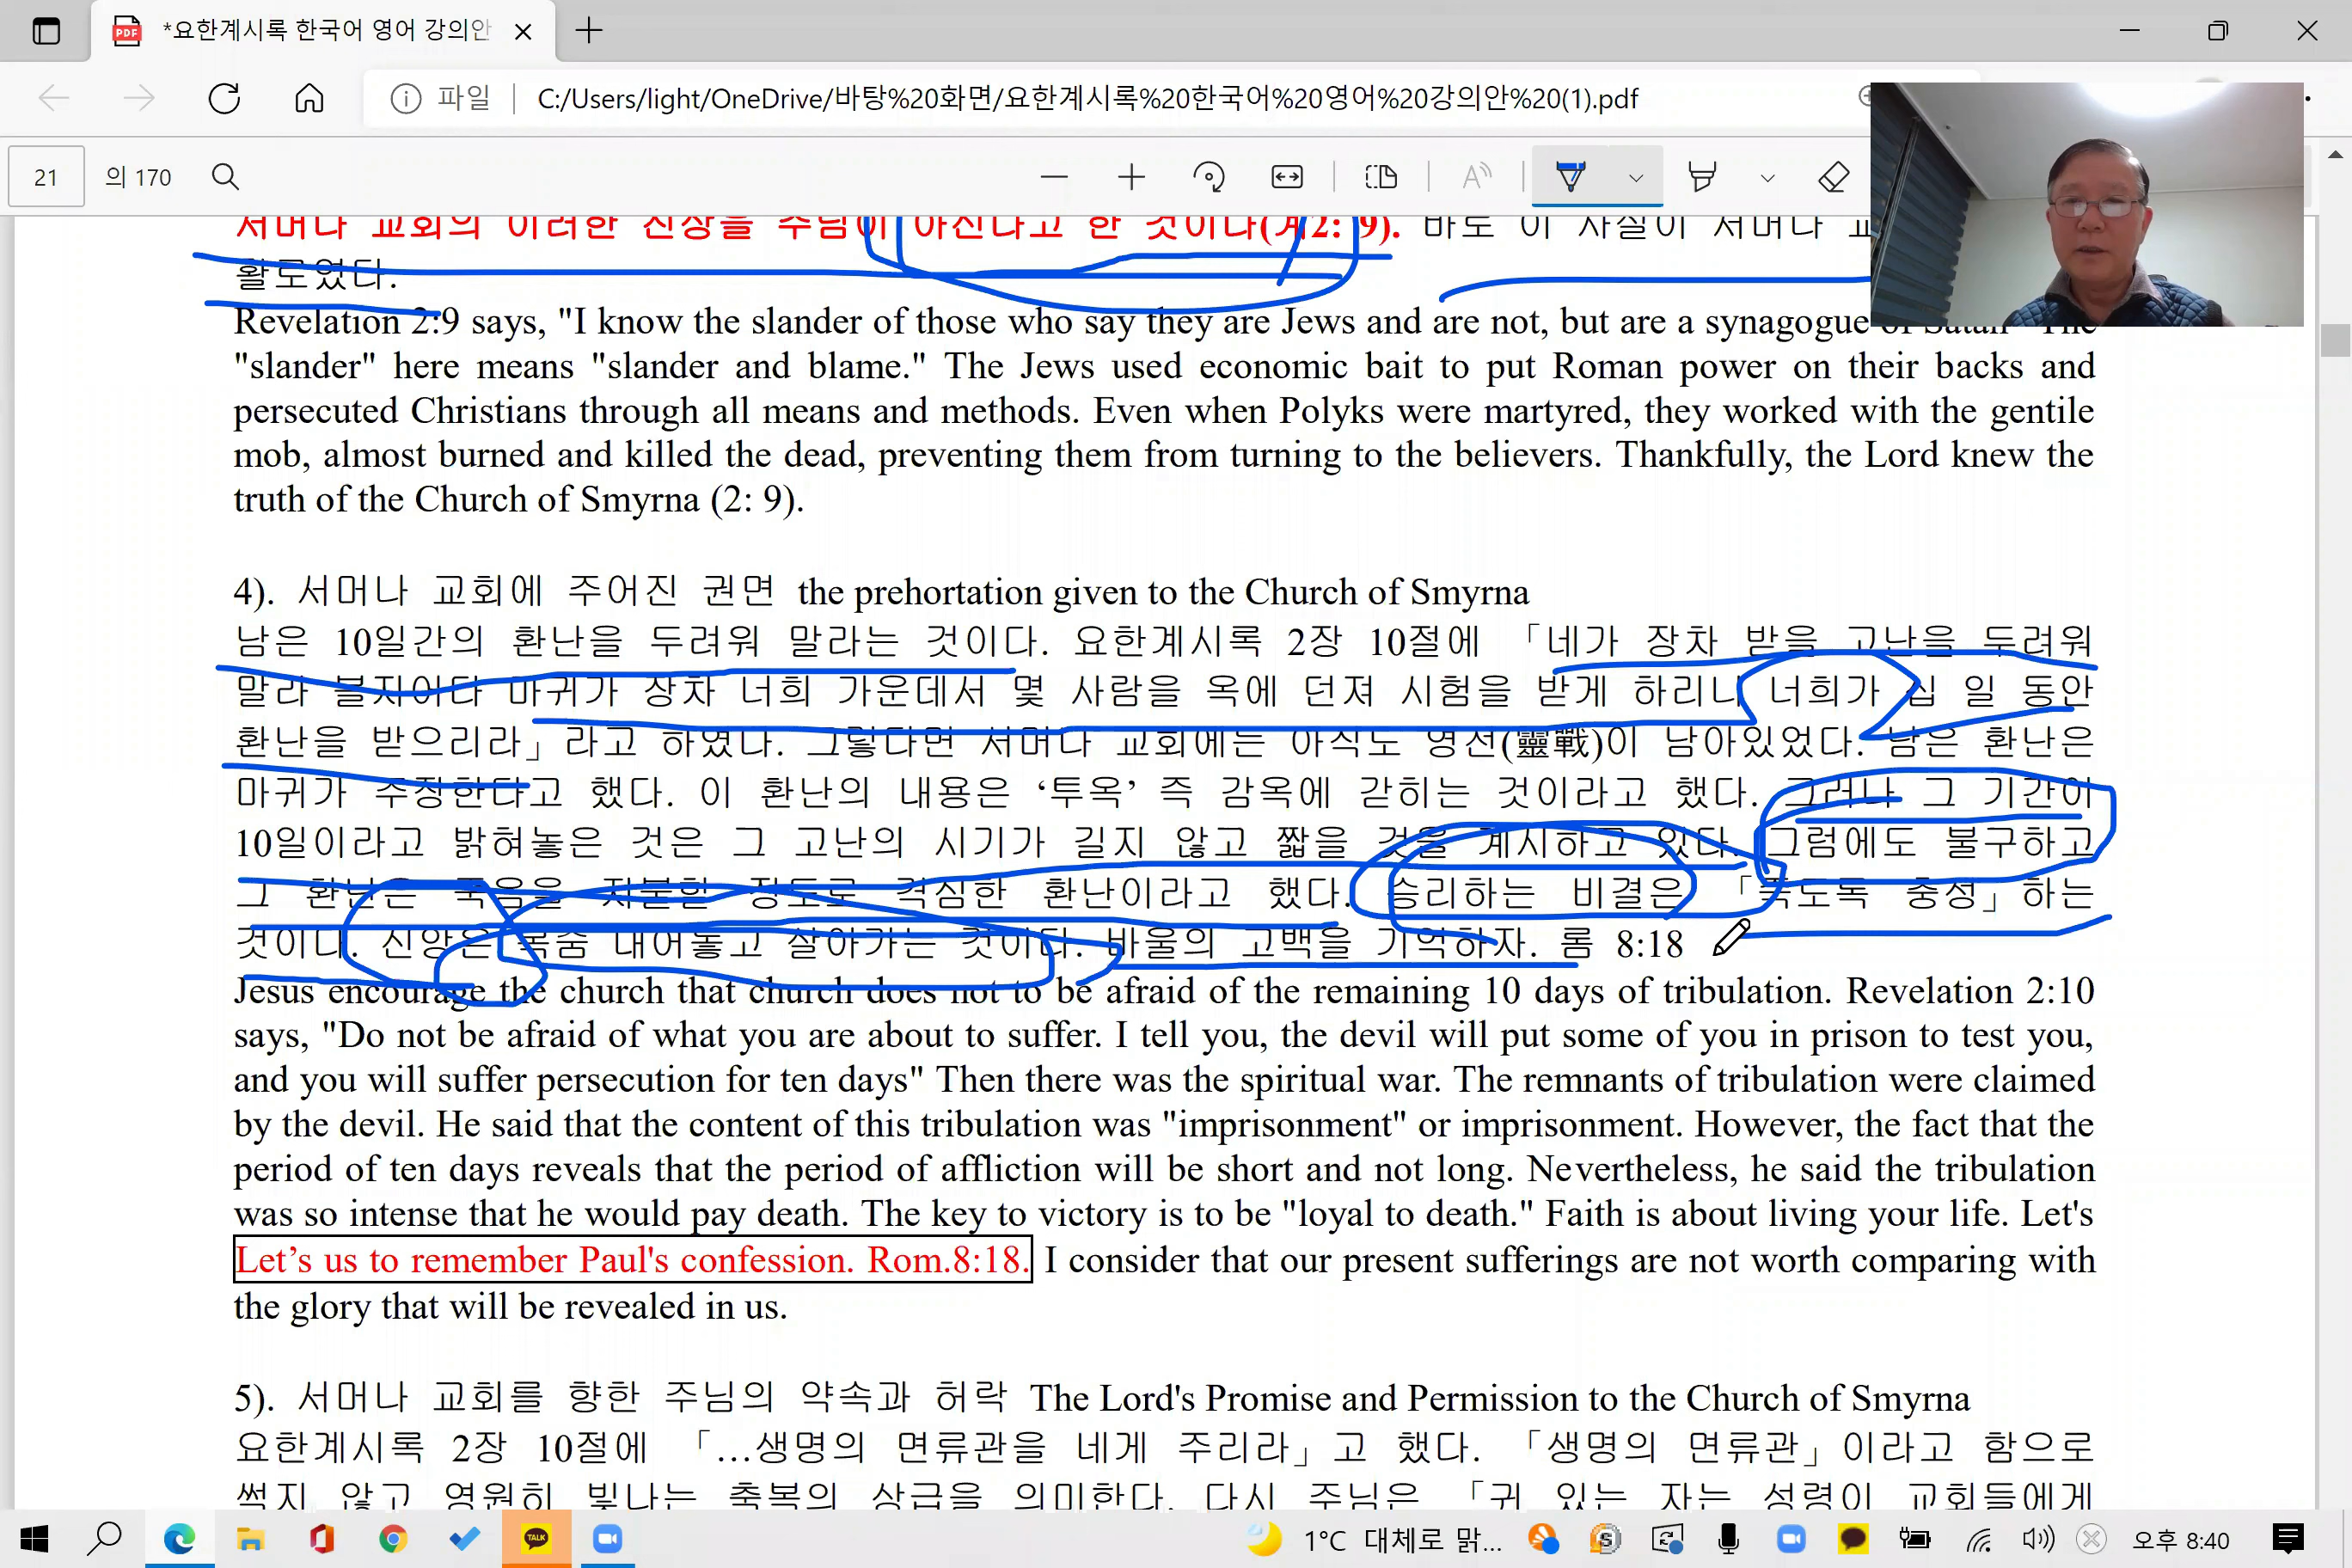 *요한계시록 한국어 영어 강의안
파일 C:/Users/light/OneDrive/바탕%20화면/요한계시록%20한국어%20영어%20강의안%20(1).pdf
21 의 170
서머나 교회의 이러한 진상을 주님이 아신다고 한 것이다(계2: 9). 바로 이 사실이 서머나
활로였다.
Revelation 2:9 says, "I know the slander of those who say they are Jews and are not, but are a synagogue of Satan" The
"slander" here means "slander and blame." The Jews used economic bait to put Roman power on their backs and
persecuted Christians through all means and methods. Even when Polyks were martyred, they worked with the gentile
mob, almost burned and killed the dead, preventing them from turning to the believers. Thankfully, the Lord knew the
truth of the Church of Smyrna (2: 9).
4). 서머나 교회에 주어진 권면 the prehortation given to the Church of Smyrna
남은 10일간의 환난을 두려워 말라는 것이다. 요한계시록 2장 10절에 「네가 장차 받을 고난을 두려워
말라 볼지어다 마귀가 장차 너희 가운데서 몇 사람을 옥에 던져 시험을 받게 하리니 너희가 십 일 동안
환난을 받으리라」라고 하였다. 그렇다면 서머나 교회에는 아직도 영전(靈戰)이 남아있었다. 남은 환난은
마귀가 주장한다고 했다. 이 환난의 내용은 ‘투옥’ 즉 감옥에 갇히는 것이라고 했다. 그러나 그 기간이
10일이라고 밝혀놓은 것은 그 고난의 시기가 길지 않고 짧을 것을 계시하고 있다. 그럼에도 불구하고
그 환난은 죽음을 지불할 정도로 격심한 환난이라고 했다. 승리하는 비결은 「죽도록 충성」하는
것이다. 신앙은 목숨 내어놓고 살아가는 것이다. 바울의 고백을 기억하자. 롬 8:18
Jesus encourage the church that church does not to be afraid of the remaining 10 days of tribulation. Revelation 2:10
says, "Do not be afraid of what you are about to suffer. I tell you, the devil will put some of you in prison to test you,
and you will suffer persecution for ten days" Then there was the spiritual war. The remnants of tribulation were claimed
by the devil. He said that the content of this tribulation was "imprisonment" or imprisonment. However, the fact that the
period of ten days reveals that the period of affliction will be short and not long. Nevertheless, he said the tribulation
was so intense that he would pay death. The key to victory is to be "loyal to death." Faith is about living your life. Let's
Let’s us to remember Paul's confession. Rom.8:18. I consider that our present sufferings are not worth comparing with
the glory that will be revealed in us.
5). 서머나 교회를 향한 주님의 약속과 허락 The Lord's Promise and Permission to the Church of Smyrna
요한계시록 2장 10절에 「…생명의 면류관을 네게 주리라」고 했다. 「생명의 면류관」이라고 함으로
썩지 않고 영원히 빛나는 축복의 상급을 의미한다. 다시 주님은 「귀 있는 자는 성령이 교회들에게
1°C 대체로 맑... 오후 8:40